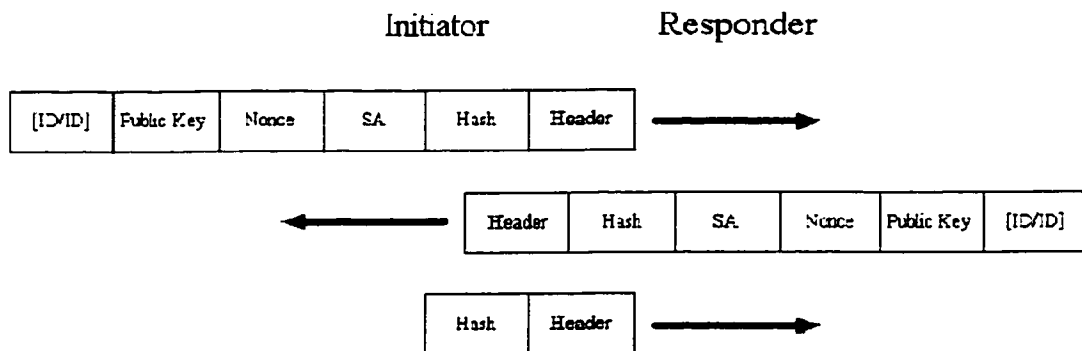 Initiator Responder
[ID/ID] Public Key Nonce SA Hash Header
Header Hash SA Nonce Public Key [ID/ID]
Hash Header